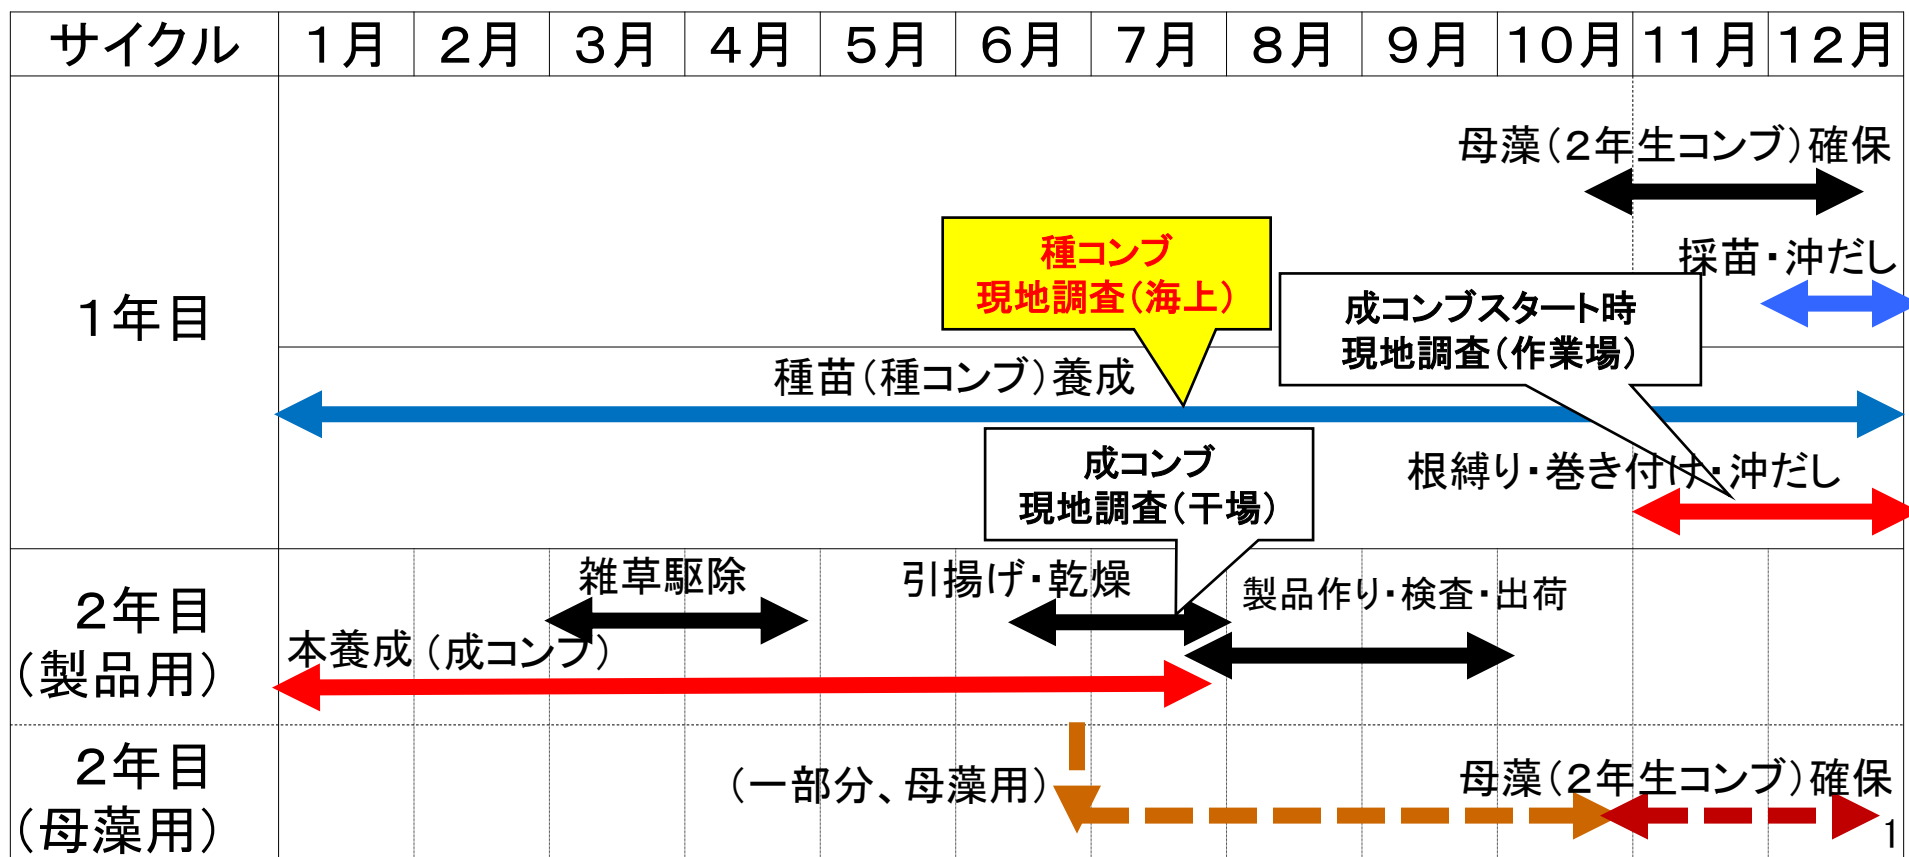 サイクル 1月 2月 3月 4月 5月 6月 7月 8月 9月 10月 11月 12月
母藻(2年生コンブ)確保
種コンブ
現地調査(海上)
採苗・沖だし
成コンブスタート時
現地調査(作業場)
1年目
種苗(種コンブ)養成
成コンブ
現地調査(干場)
根縛り・巻き付け・沖だし
雑草駆除
引揚げ・乾燥
製品作り・検査・出荷
2年目
(製品用)
本養成(成コンブ)
2年目
(母藻用)
(一部分、母藻用)
母藻(2年生コンブ)確保
1